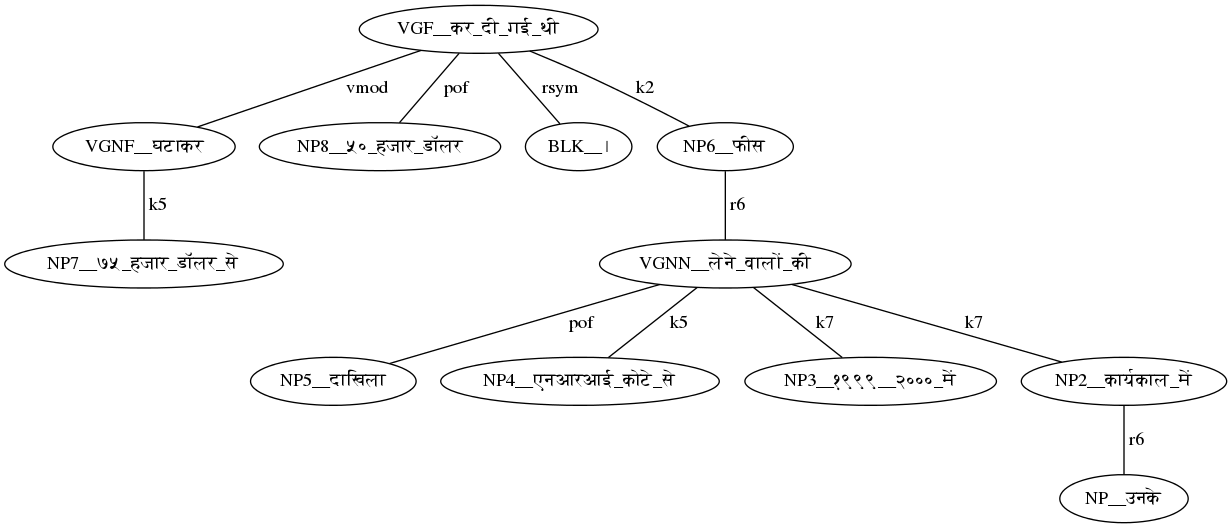 VGF__कर_दी_गई_थी
vmod pof rsym k2
VGNF__घटाकर NP8__५०_हजार_डॉलर BLK__। NP6__फीस
k5 r6
NP7__७५_हजार_डॉलर_से VGNN__लेने_वालों_की
pof k5 k7 k7
NP5__दाखिला NP4__एनआरआई_कोटे_से NP3__१९९९__२०००_में NP2__कार्यकाल_में
r6
NP__उनके